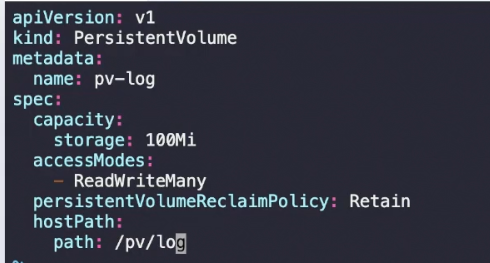 apiVersion: v1
kind: PersistentVolume
metadata:
  name: pv-log
spec:
  capacity:
    storage: 100Mi
  accessModes:
    - ReadWriteMany
  persistentVolumeReclaimPolicy: Retain
  hostPath:
    path: /pv/log